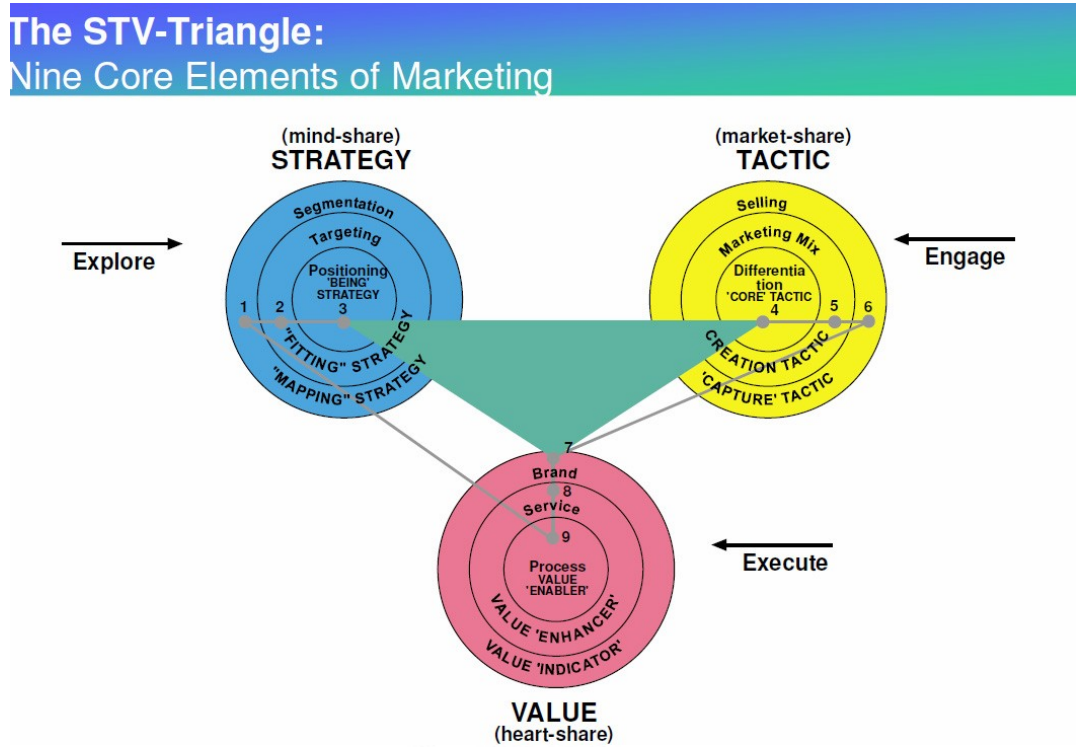 The STV-Triangle:
Nine Core Elements of Marketing
(mind-share)
STRATEGY
(market-share)
TACTIC
Segmentation
Targeting
Positioning
'BEING'
STRATEGY
1
2
3
"FITTING" STRATEGY
"MAPPING" STRATEGY
Explore
Selling
Marketing Mix
Differentia
tion
'CORE' TACTIC
4
5
6
CREATION TACTIC
'CAPTURE' TACTIC
Engage
7
Brand
8
Service
9
Process
VALUE
'ENABLER'
VALUE 'ENHANCER'
VALUE 'INDICATOR'
Execute
VALUE
(heart-share)